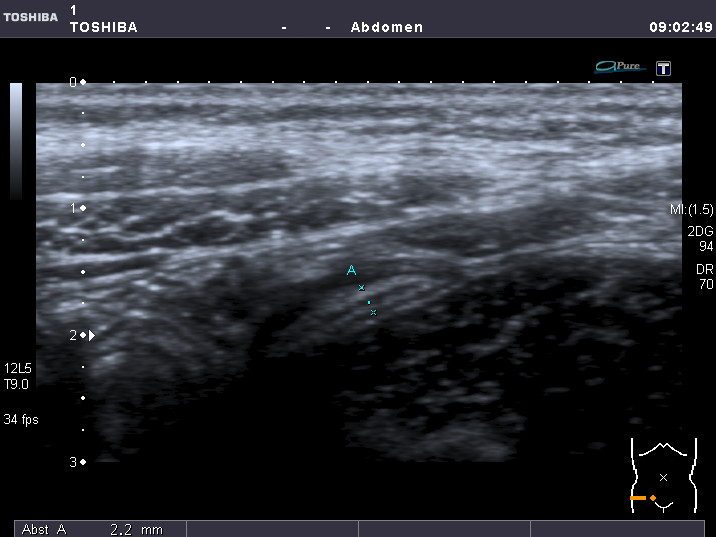 TOSHIBA
1
TOSHIBA - - Abdomen 09:02:49
aPure T
0
1
A
MI:(1.5)
2DG
94
DR
70
2
12L5
T9.0
34 fps
3
Abst A 2.2 mm